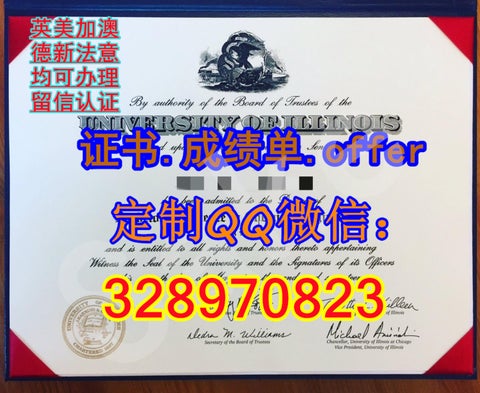 英美加澳
德新法意
均可办理
留信认证
By authority of the Board of Trustees of the
UNIVERSITY OF ILLINOIS
证书.成绩单.offer
been admitted to the
定制QQ微信：
and is entitled to all rights and honors thereto appertaining
Witness the Seal of the University and the Signatures of its Officers
328970823
Secretary of the Board of Trustees
Chancellor, University of Illinois at Chicago
Vice President, University of Illinois